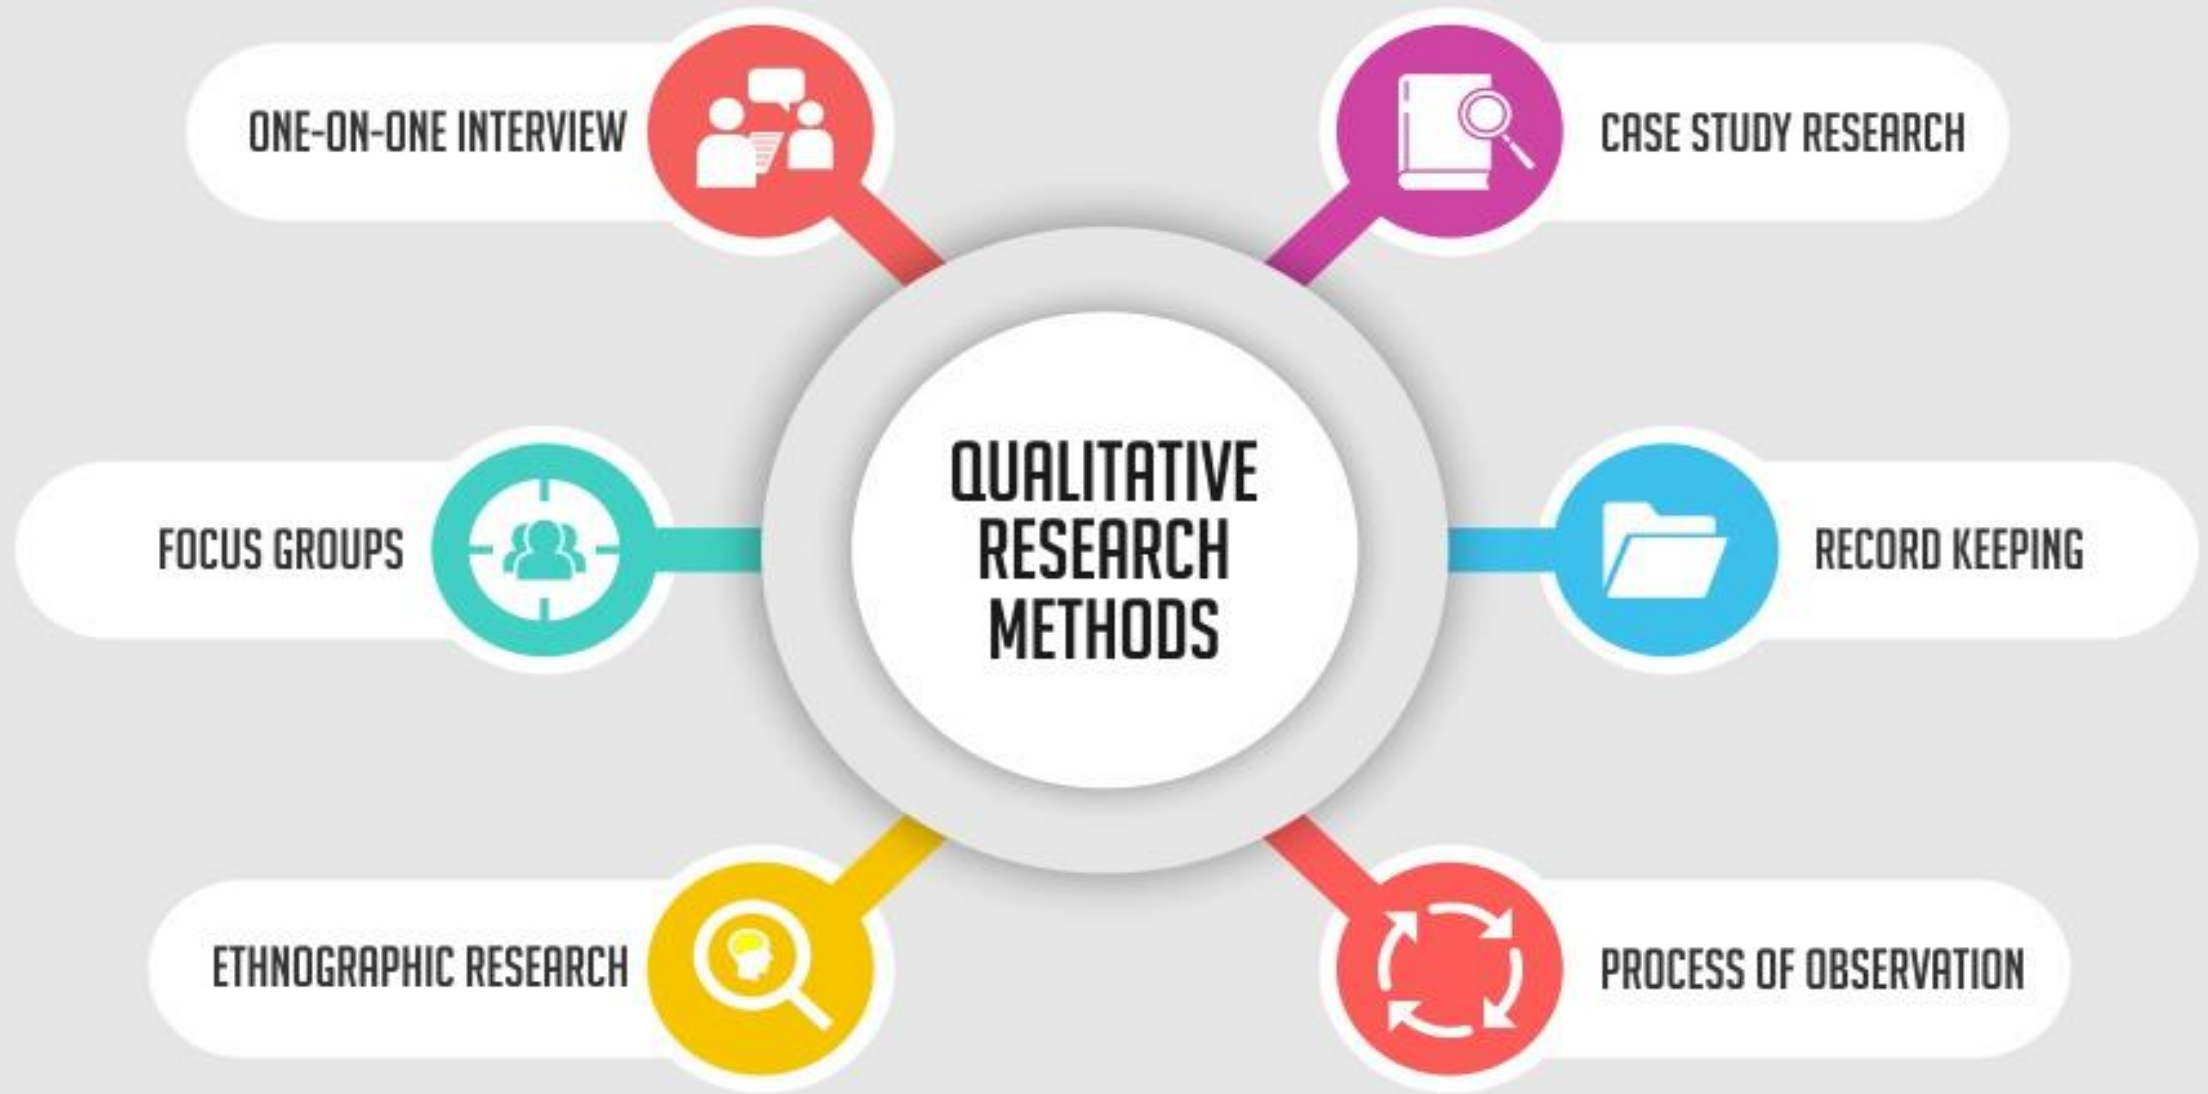 ONE-ON-ONE INTERVIEW
CASE STUDY RESEARCH
FOCUS GROUPS
QUALITATIVE
RESEARCH
METHODS
RECORD KEEPING
ETHNOGRAPHIC RESEARCH
PROCESS OF OBSERVATION